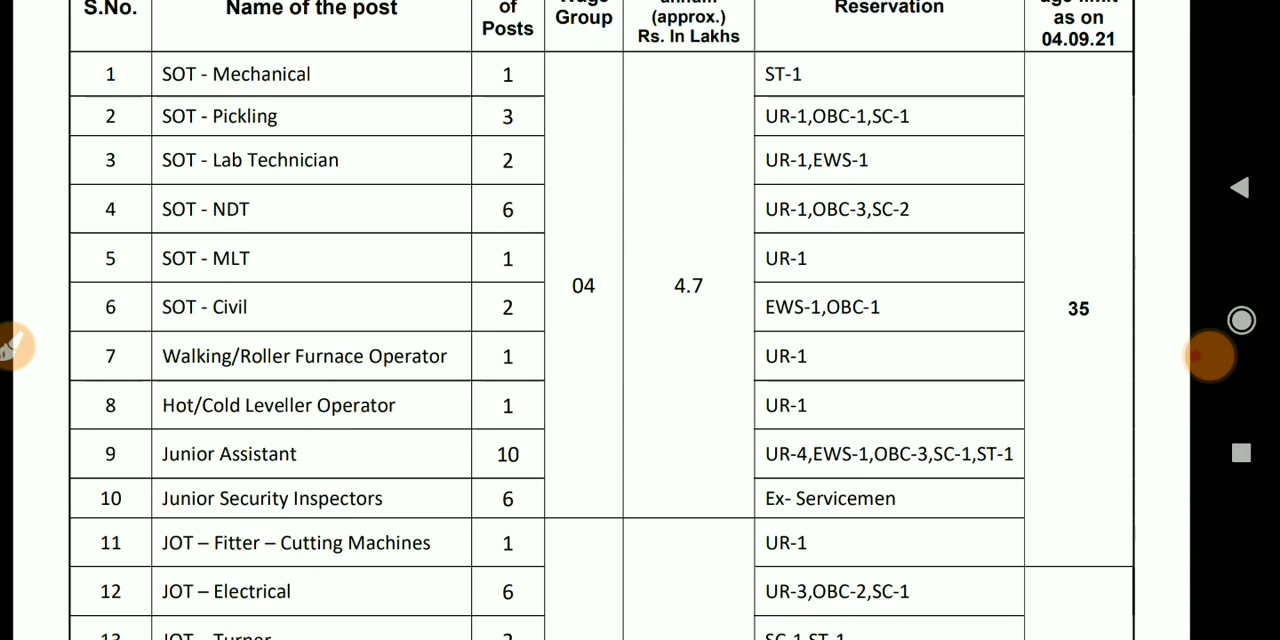 S.No. Name of the post of Posts Group annum (approx.) Rs. In Lakhs Reservation as on 04.09.21
1 SOT - Mechanical 1 ST-1
2 SOT - Pickling 3 UR-1,OBC-1,SC-1
3 SOT - Lab Technician 2 UR-1,EWS-1
4 SOT - NDT 6 UR-1,OBC-3,SC-2
5 SOT - MLT 1 UR-1
04 4.7
6 SOT - Civil 2 EWS-1,OBC-1 35
7 Walking/Roller Furnace Operator 1 UR-1
8 Hot/Cold Leveller Operator 1 UR-1
9 Junior Assistant 10 UR-4,EWS-1,OBC-3,SC-1,ST-1
10 Junior Security Inspectors 6 Ex- Servicemen
11 JOT – Fitter – Cutting Machines 1 UR-1
12 JOT – Electrical 6 UR-3,OBC-2,SC-1
13 JOT – Turner 2 SC-1,ST-1